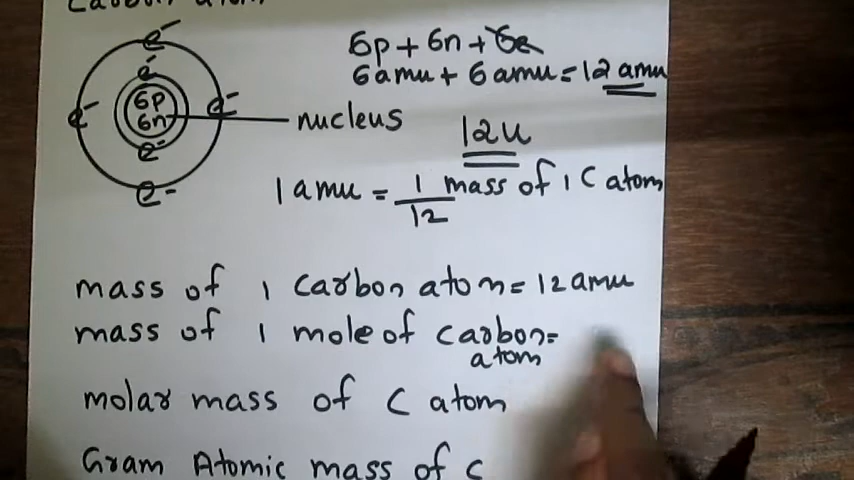 Carbon atom
6p + 6n + 6e
6amu + 6amu = 12 amu
e⁻
e⁻
6p
6n
e⁻
e⁻
nucleus
e⁻
e⁻
12u
1 amu = 1/12 mass of 1 C atom
mass of 1 carbon atom = 12 amu
mass of 1 mole of carbon =
atom
molar mass of C atom
Gram Atomic mass of C